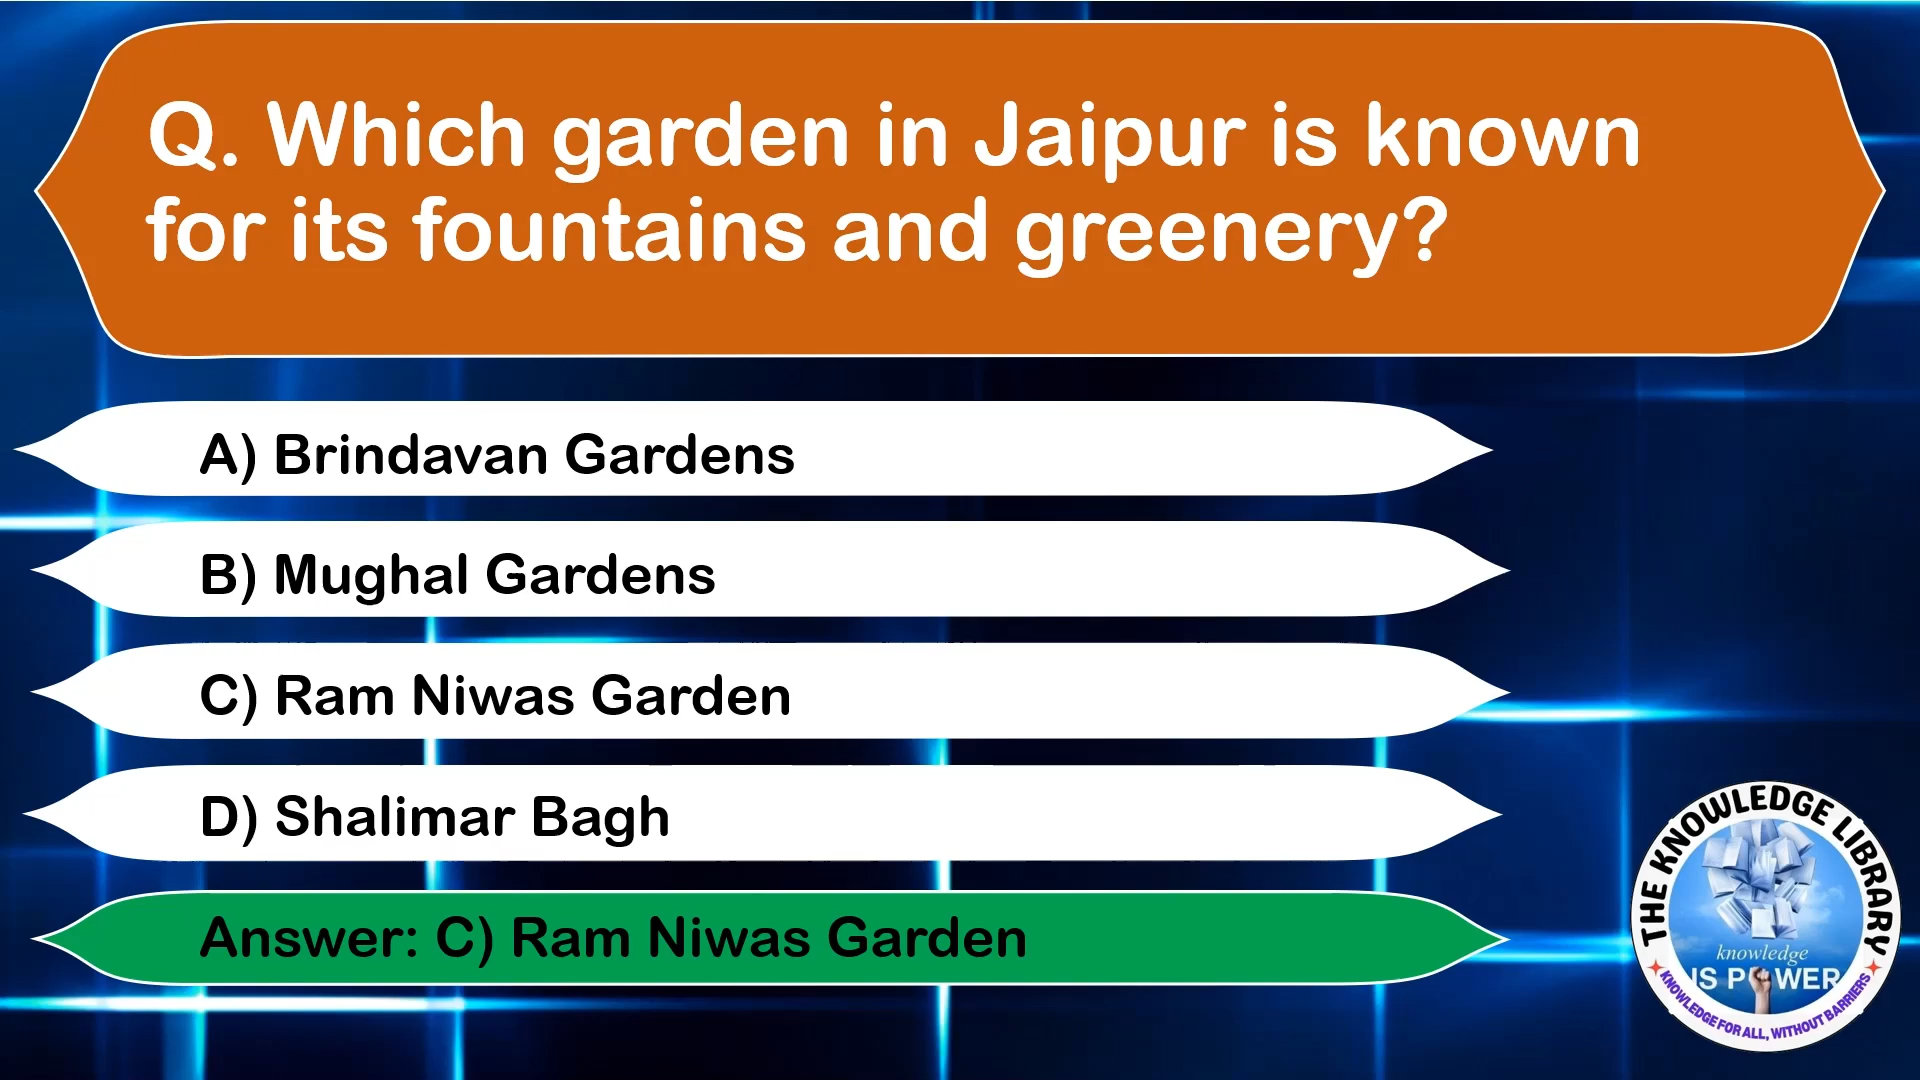 Q. Which garden in Jaipur is known
for its fountains and greenery?
A) Brindavan Gardens
B) Mughal Gardens
C) Ram Niwas Garden
D) Shalimar Bagh
Answer: C) Ram Niwas Garden
THE KNOWLEDGE LIBRARY
knowledge
IS POWER
KNOWLEDGE FOR ALL, WITHOUT BARRIERS